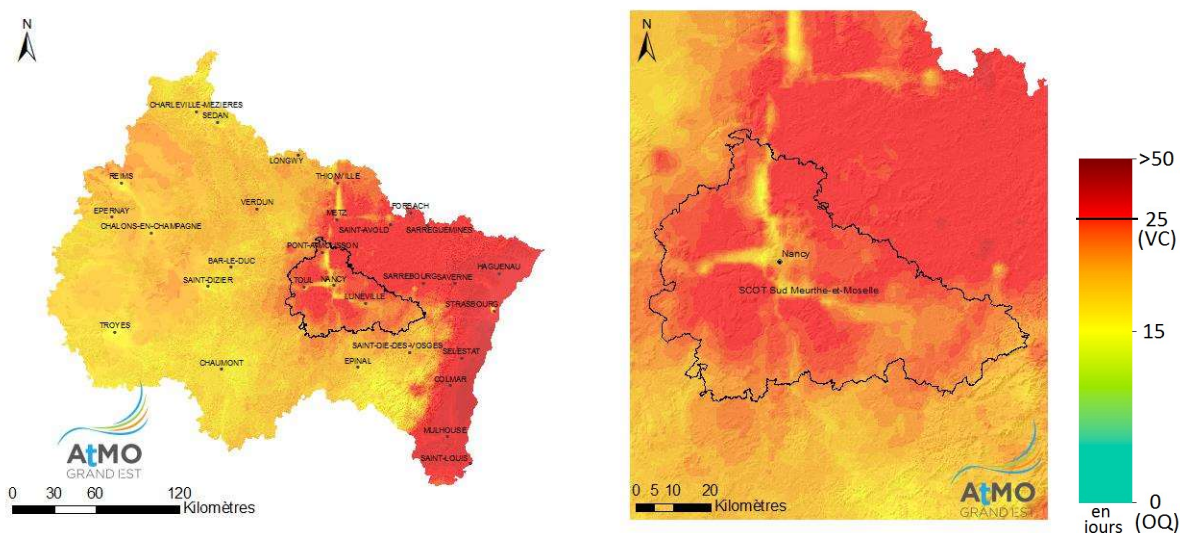 N
CHARLEVILLE-MEZIERES
SEDAN
LONGWY
REIMS
THIONVILLE
EPERNAY
VERDUN
METZ
FORBACH
CHALONS-EN-CHAMPAGNE
SAINT-AVOLD
SARREGUEMINES
PONT-A-MOUSSON
BAR-LE-DUC
HAGUENAU
SAINT-DIZIER
TOUL
NANCY
SARREBOURG
SAVERNE
LUNEVILLE
STRASBOURG
TROYES
SAINT-DIE-DES-VOSGES
SELESTAT
CHAUMONT
EPINAL
COLMAR
MULHOUSE
SAINT-LOUIS
AtMO
GRAND EST
0 30 60 120
Kilomètres
N
Nancy
SCOT Sud Meurthe-et-Moselle
0 5 10 20
Kilomètres
AtMO
GRAND EST
>50
25
(VC)
15
0
en
jours
(OQ)